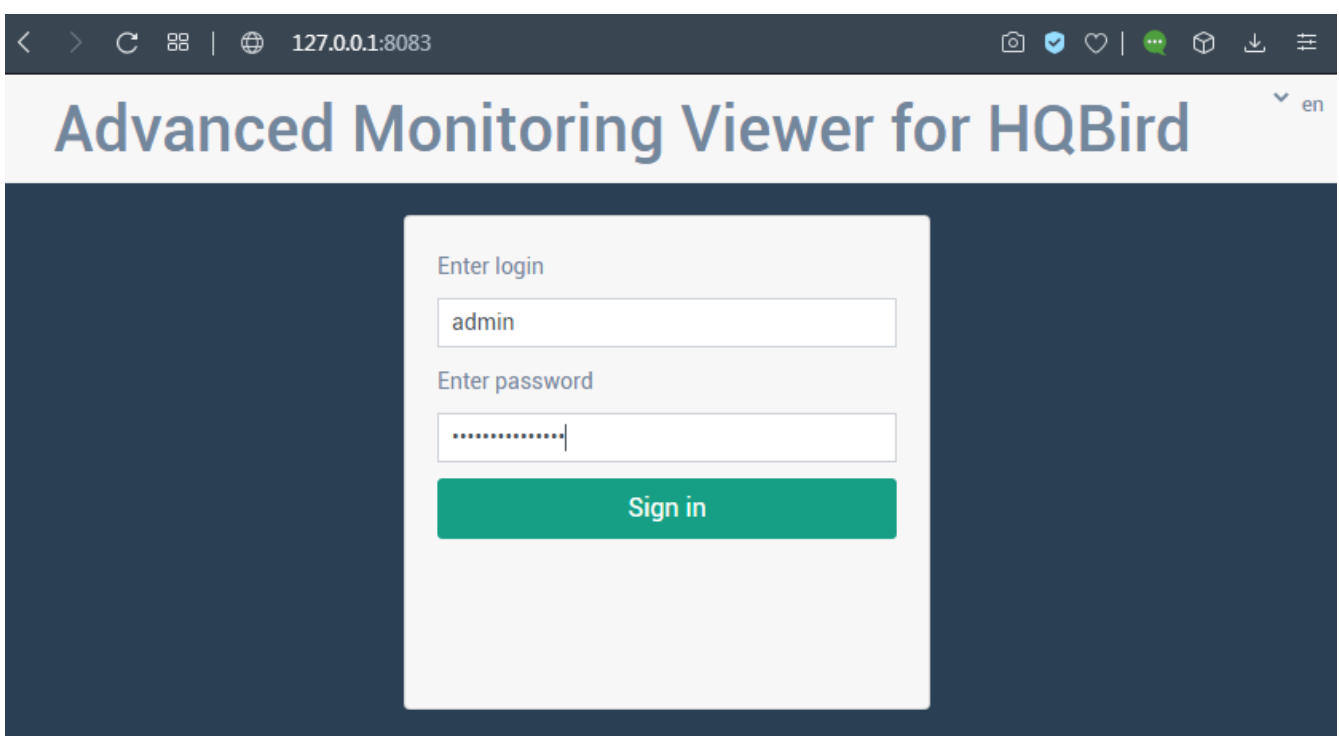 127.0.0.1:8083
Advanced Monitoring Viewer for HQBird
en
Enter login
admin
Enter password
•••••••••••••••
Sign in